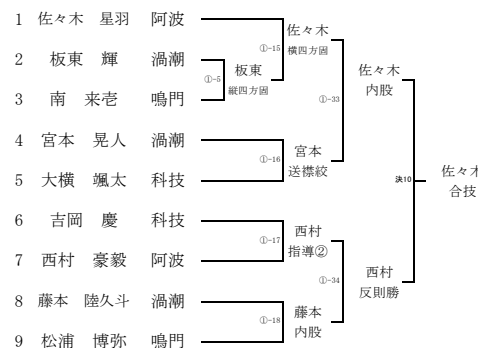 1 佐々木 星羽 阿波
2 板東 輝 渦潮
3 南 来壱 鳴門
4 宮本 晃人 渦潮
5 大横 颯太 科技
6 吉岡 慶 科技
7 西村 豪毅 阿波
8 藤本 陸久斗 渦潮
9 松浦 博弥 鳴門
①-5
板東
縦四方固
①-15
佐々木
横四方固
①-16
宮本
送襟絞
①-17
西村
指導②
①-18
藤本
内股
①-33
佐々木
内股
①-34
西村
反則勝
決10
佐々木
合技